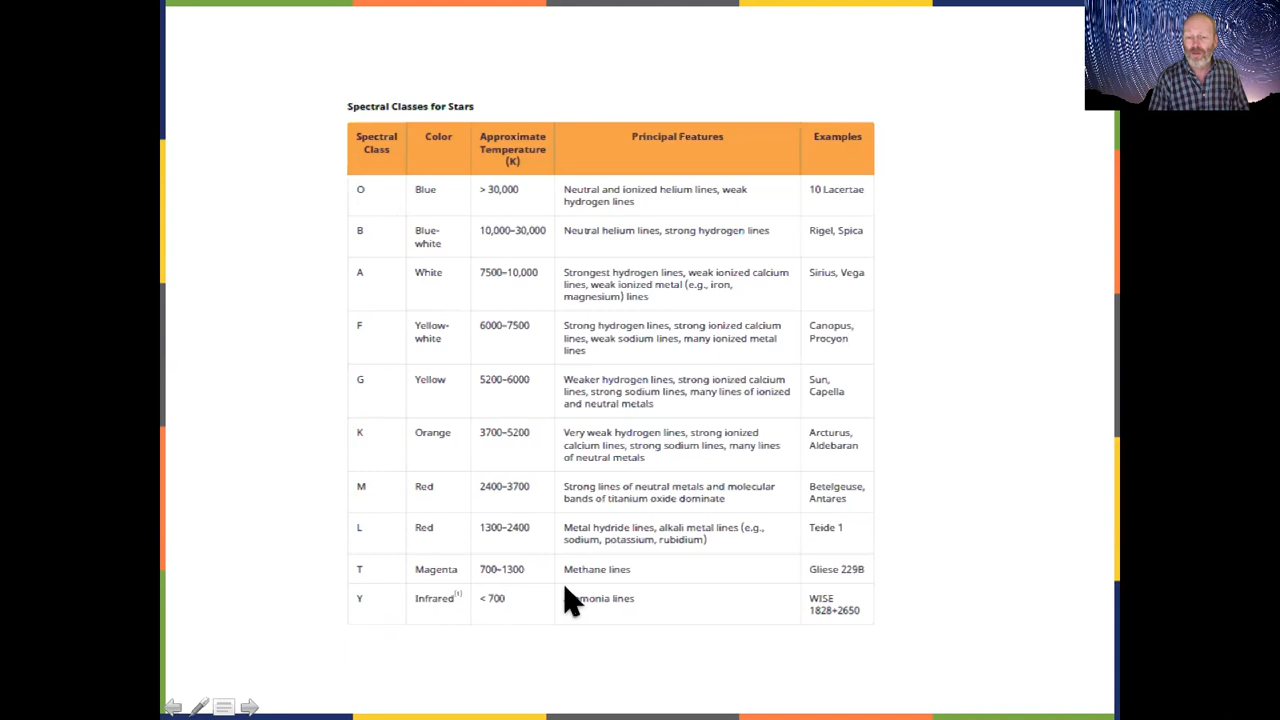 Spectral Classes for Stars
Spectral Class
Color
Approximate Temperature (K)
Principal Features
Examples
O
Blue
> 30,000
Neutral and ionized helium lines, weak
hydrogen lines
10 Lacertae
B
Blue-
white
10,000–30,000
Neutral helium lines, strong hydrogen lines
Rigel, Spica
A
White
7500–10,000
Strongest hydrogen lines, weak ionized calcium
lines, weak ionized metal (e.g., iron,
magnesium) lines
Sirius, Vega
F
Yellow-
white
6000–7500
Strong hydrogen lines, strong ionized calcium
lines, weak sodium lines, many ionized metal
lines
Canopus,
Procyon
G
Yellow
5200–6000
Weaker hydrogen lines, strong ionized calcium
lines, strong sodium lines, many lines of ionized
and neutral metals
Sun,
Capella
K
Orange
3700–5200
Very weak hydrogen lines, strong ionized
calcium lines, strong sodium lines, many lines
of neutral metals
Arcturus,
Aldebaran
M
Red
2400–3700
Strong lines of neutral metals and molecular
bands of titanium oxide dominate
Betelgeuse,
Antares
L
Red
1300–2400
Metal hydride lines, alkali metal lines (e.g.,
sodium, potassium, rubidium)
Teide 1
T
Magenta
700–1300
Methane lines
Gliese 229B
Y
Infrared[1]
< 700
lines
WISE
1828+2650